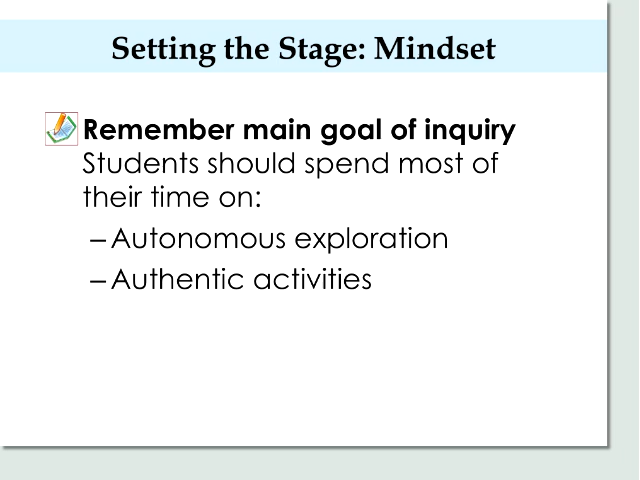 Setting the Stage: Mindset
Remember main goal of inquiry
Students should spend most of
their time on:
–Autonomous exploration
–Authentic activities